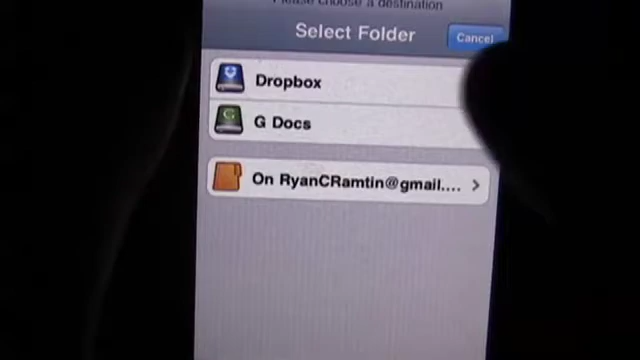 Please choose a destination
Select Folder
Cancel
Dropbox
G Docs
On RyanCRamtin@gmail....